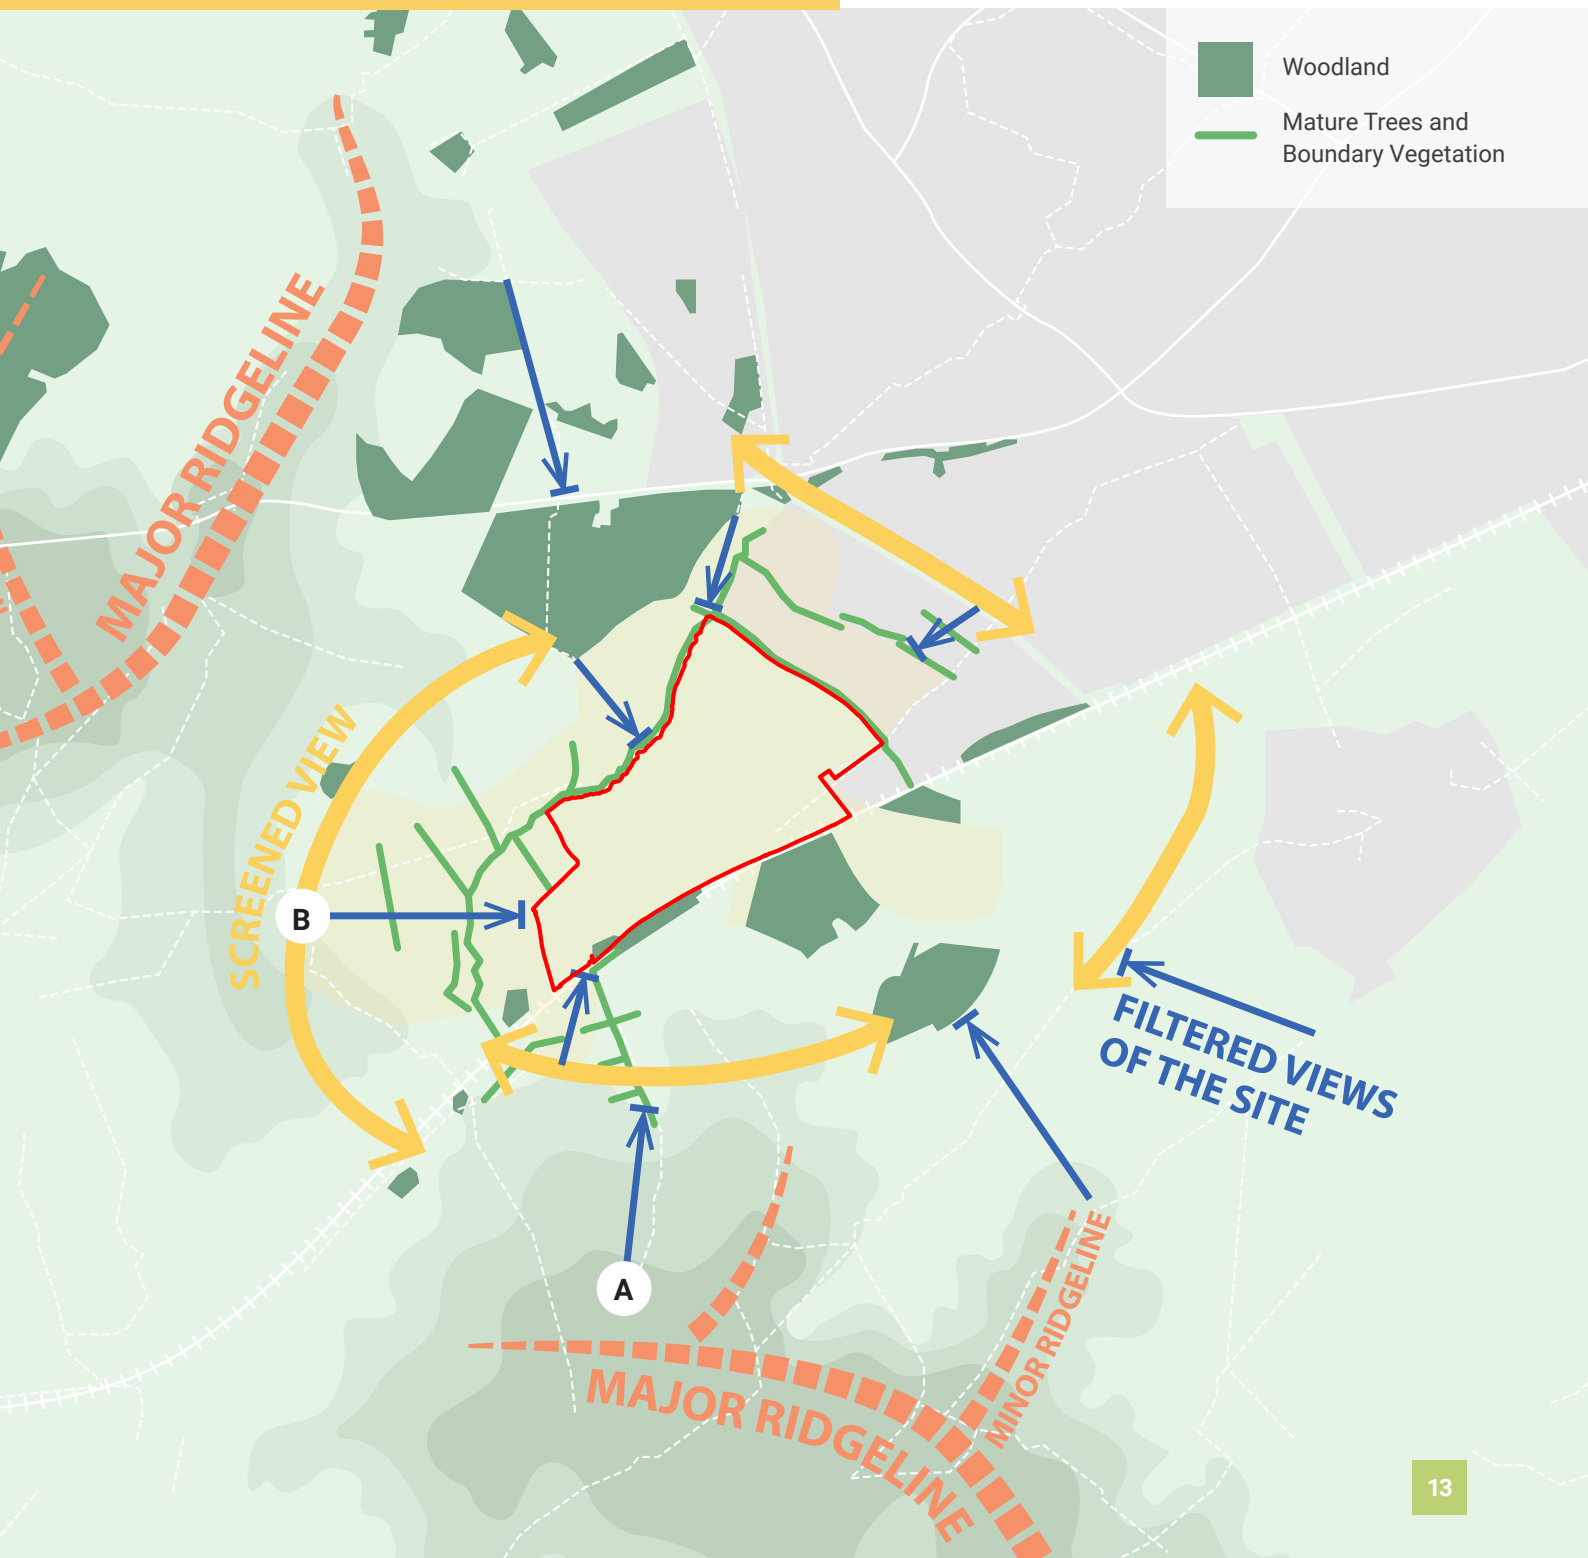 Woodland
Mature Trees and
Boundary Vegetation
MAJOR RIDGELINE
SCREENED VIEW
B
FILTERED VIEWS
OF THE SITE
A
MINOR RIDGELINE
MAJOR RIDGELINE
13